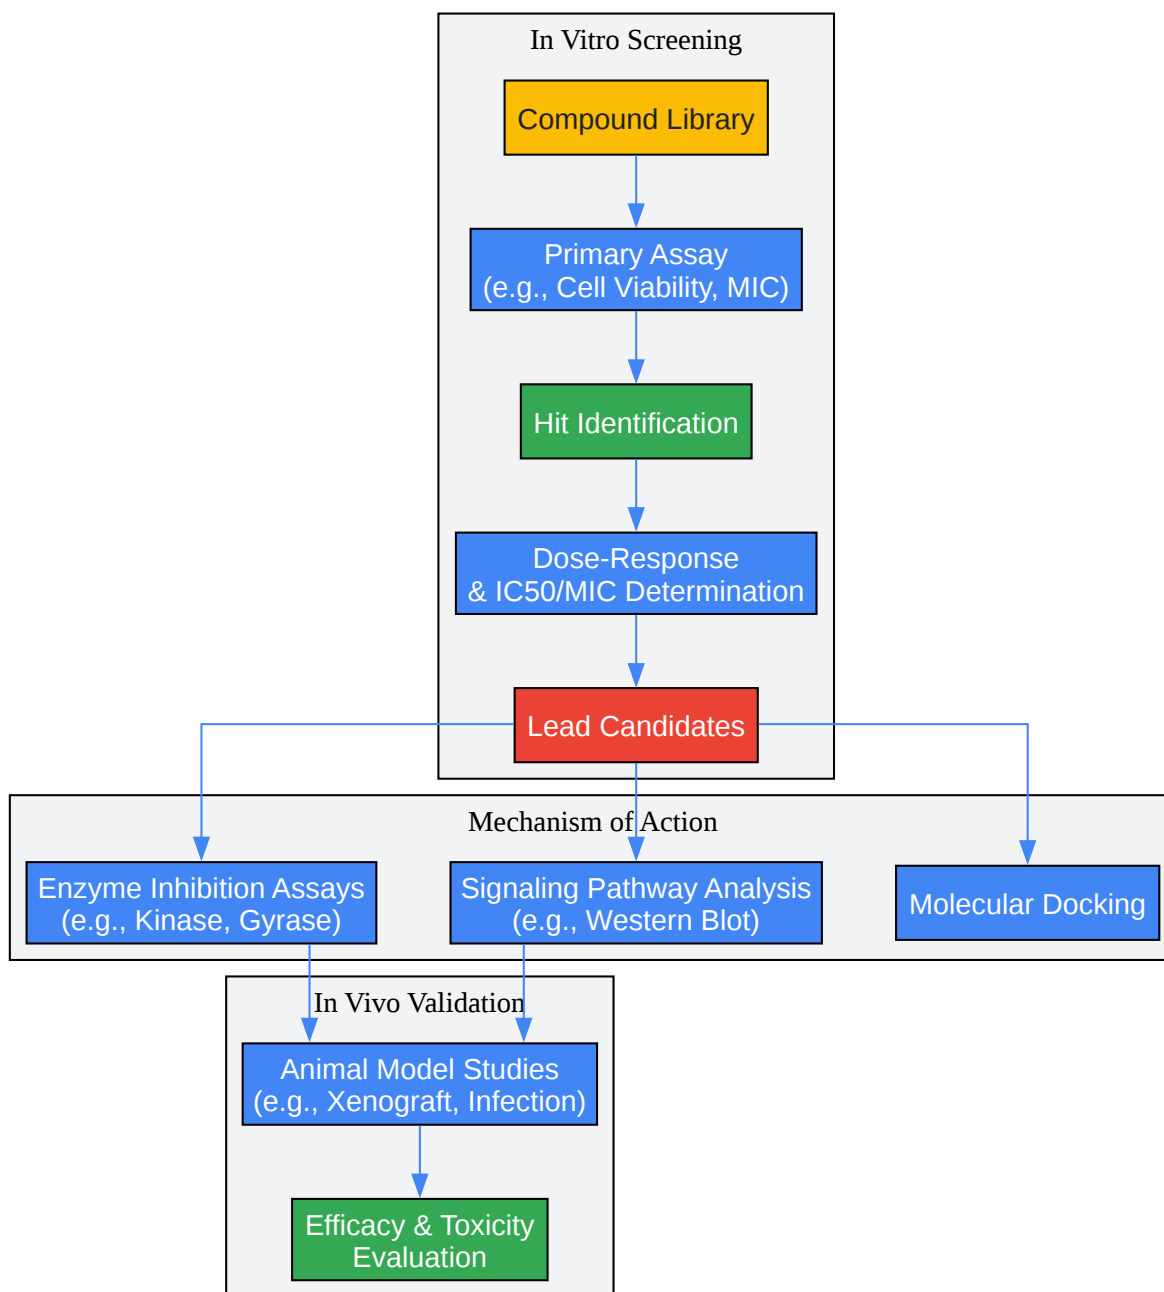 In Vitro Screening
Compound Library
Primary Assay
(e.g., Cell Viability, MIC)
Hit Identification
Dose-Response
& IC50/MIC Determination
Lead Candidates
Mechanism of Action
Enzyme Inhibition Assays
(e.g., Kinase, Gyrase)
Signaling Pathway Analysis
(e.g., Western Blot)
Molecular Docking
In Vivo Validation
Animal Model Studies
(e.g., Xenograft, Infection)
Efficacy & Toxicity
Evaluation